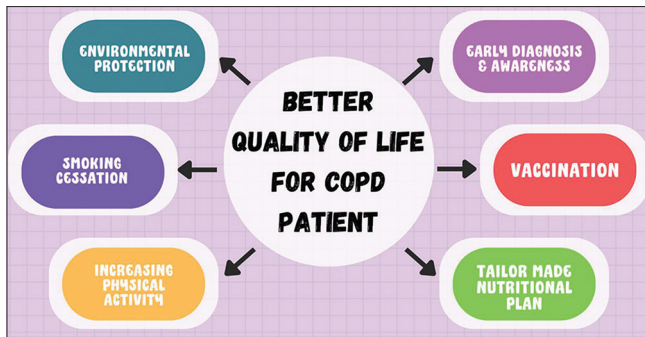 ENVIRONMENTAL
PROTECTION
EARLY DIAGNOSIS
& AWARENESS
BETTER
QUALITY OF LIFE
FOR COPD
PATIENT
SMOKING
CESSATION
VACCINATION
INCREASING
PHYSICAL
ACTIVITY
TAILOR MADE
NUTRITIONAL
PLAN